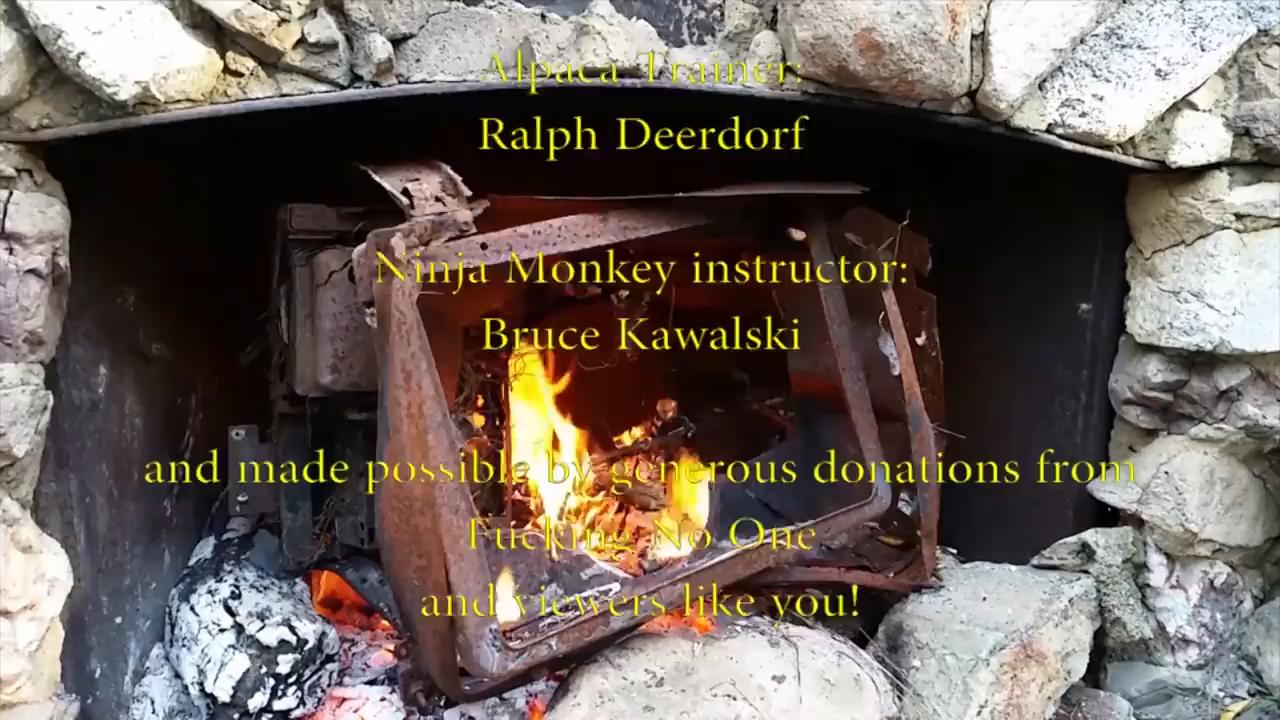 Alpaca Trainer:
Ralph Deerdorf
Ninja Monkey instructor:
Bruce Kawalski
and made possible by generous donations from
Fucking No One
and viewers like you!